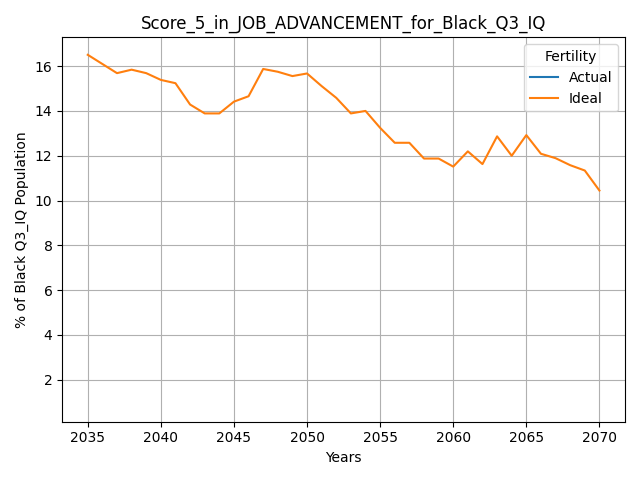 Score_5_in_JOB_ADVANCEMENT_for_Black_Q3_IQ
Fertility
Actual
Ideal
% of Black Q3_IQ Population
16
14
12
10
8
6
4
2
2035 2040 2045 2050 2055 2060 2065 2070
Years